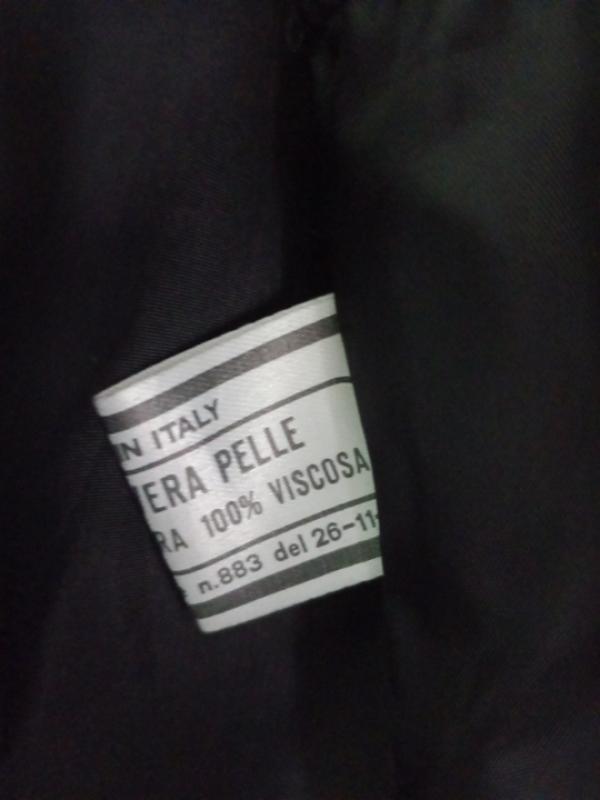 IN ITALY
ERA PELLE
RA 100% VISCOSA
n.883 del 26-11-